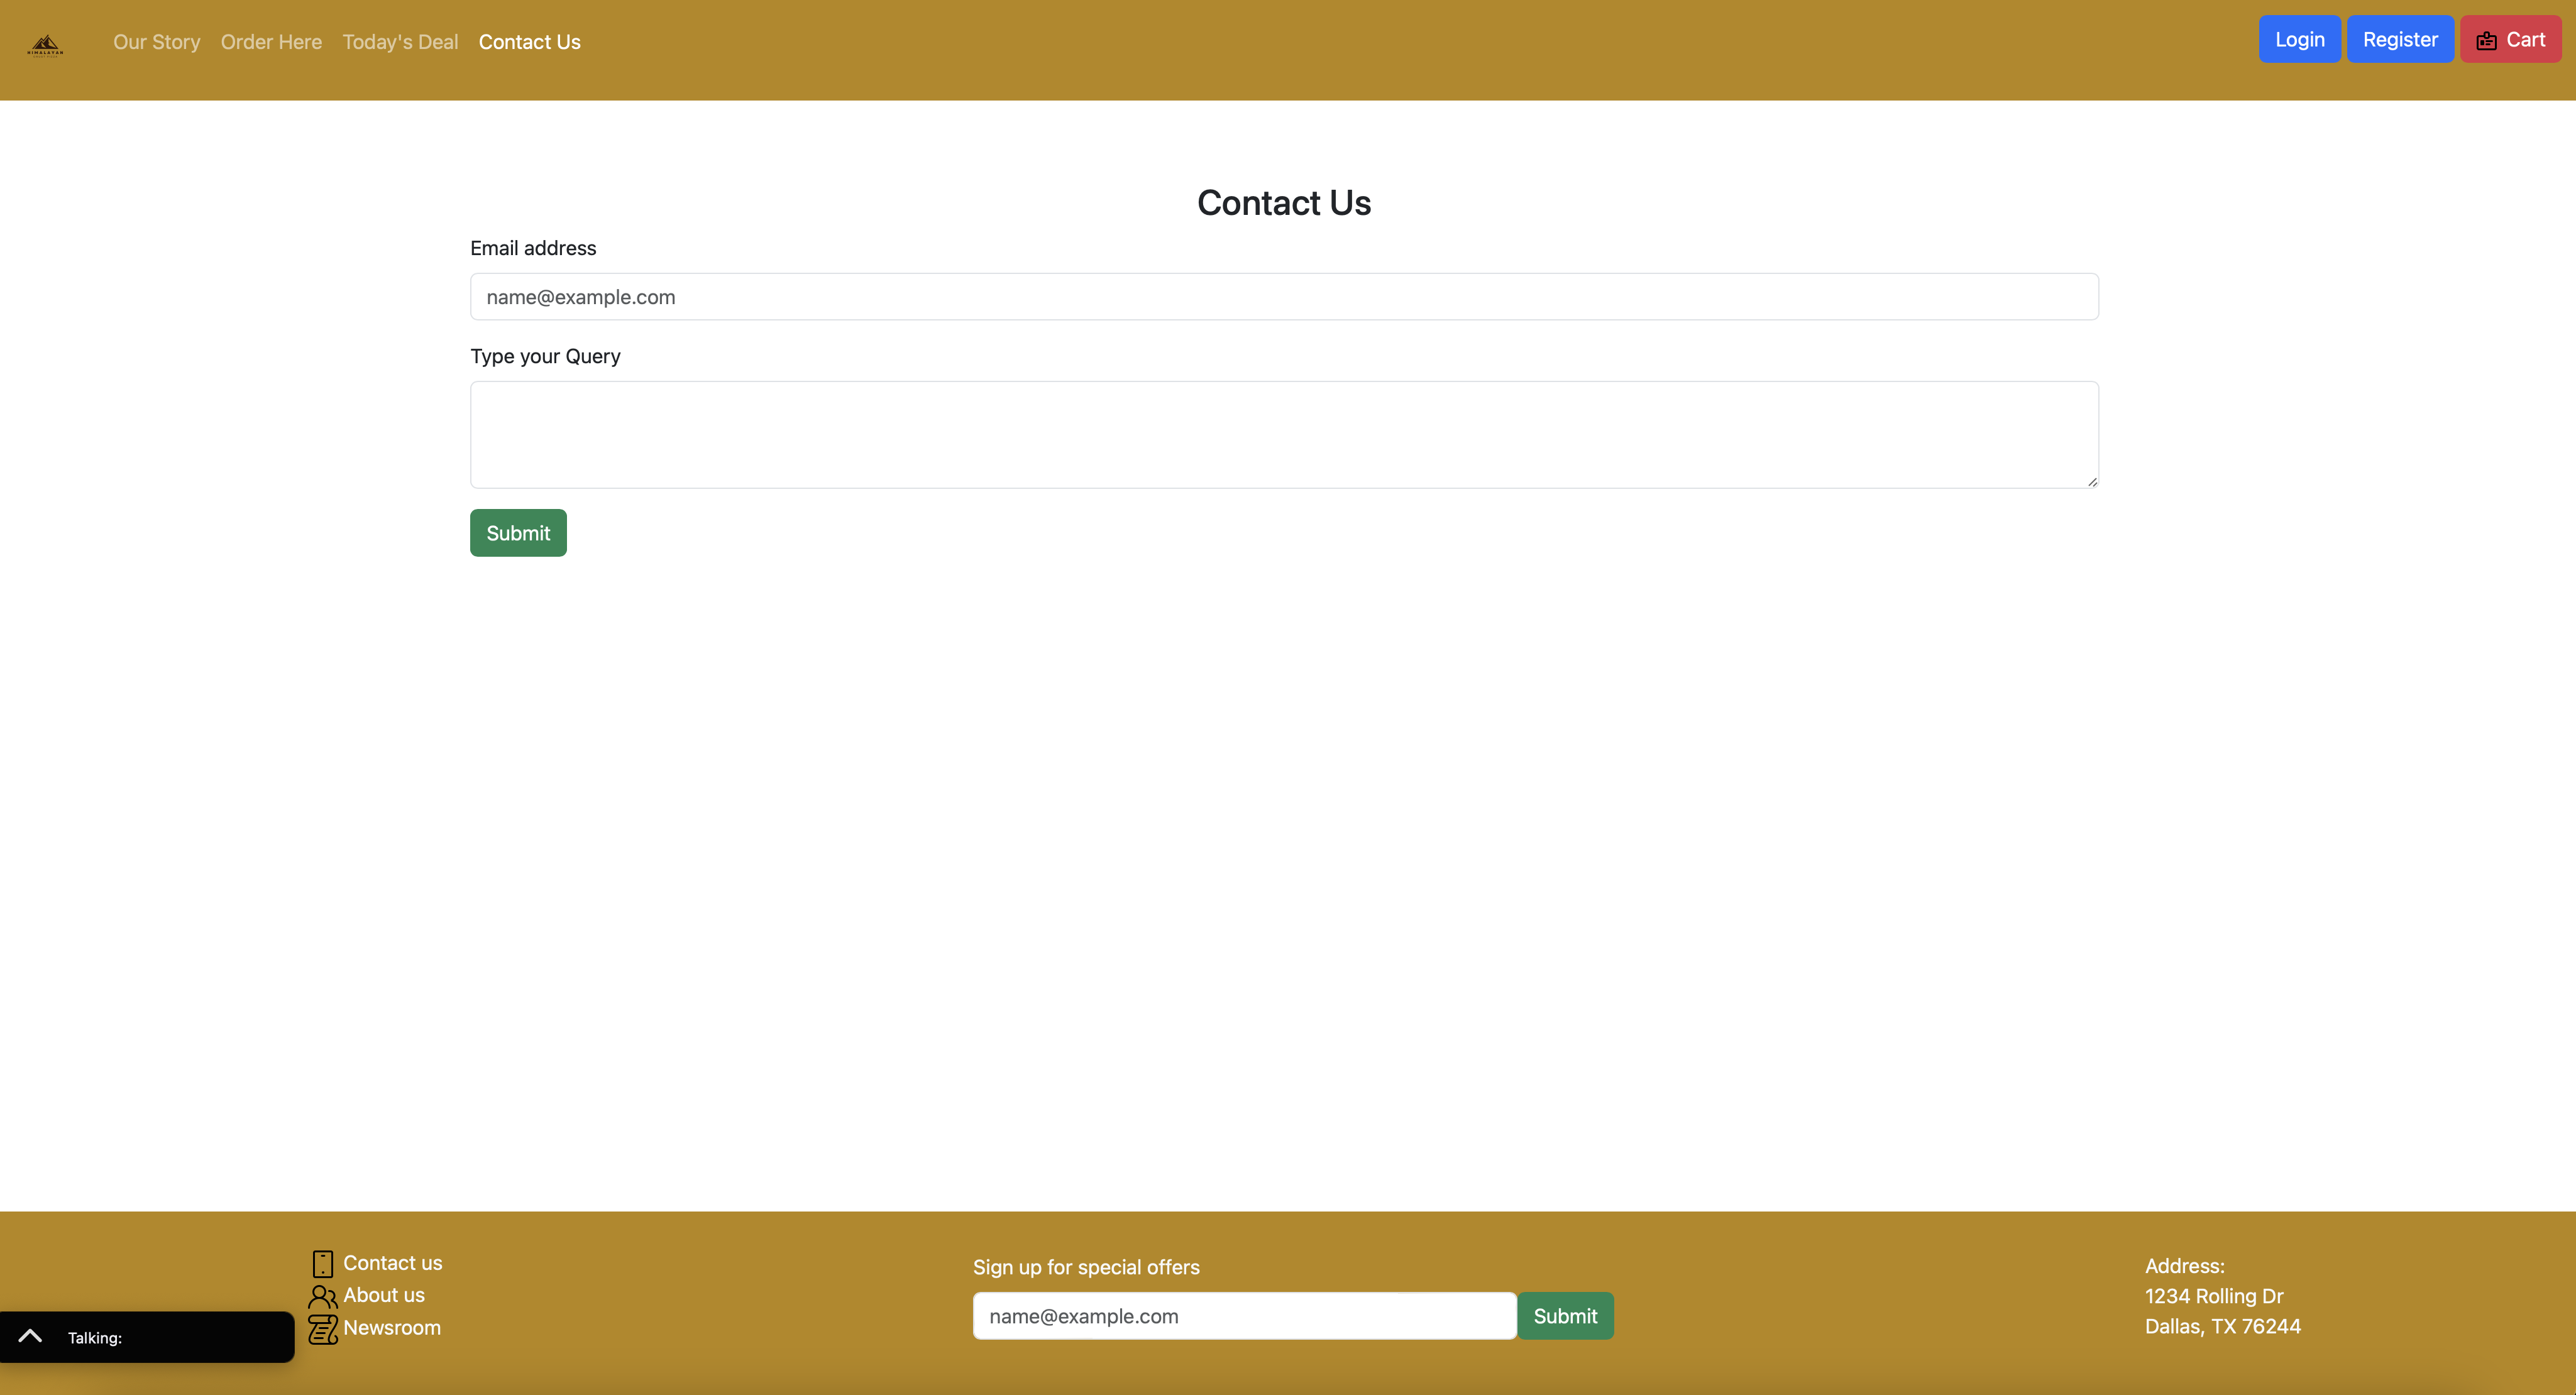 HIMALAYAN
Our Story Order Here Today's Deal Contact Us
Login Register Cart
Contact Us
Email address
name@example.com
Type your Query
Submit
Contact us
About us
Newsroom
Sign up for special offers
name@example.com Submit
Address:
1234 Rolling Dr
Dallas, TX 76244
Talking: